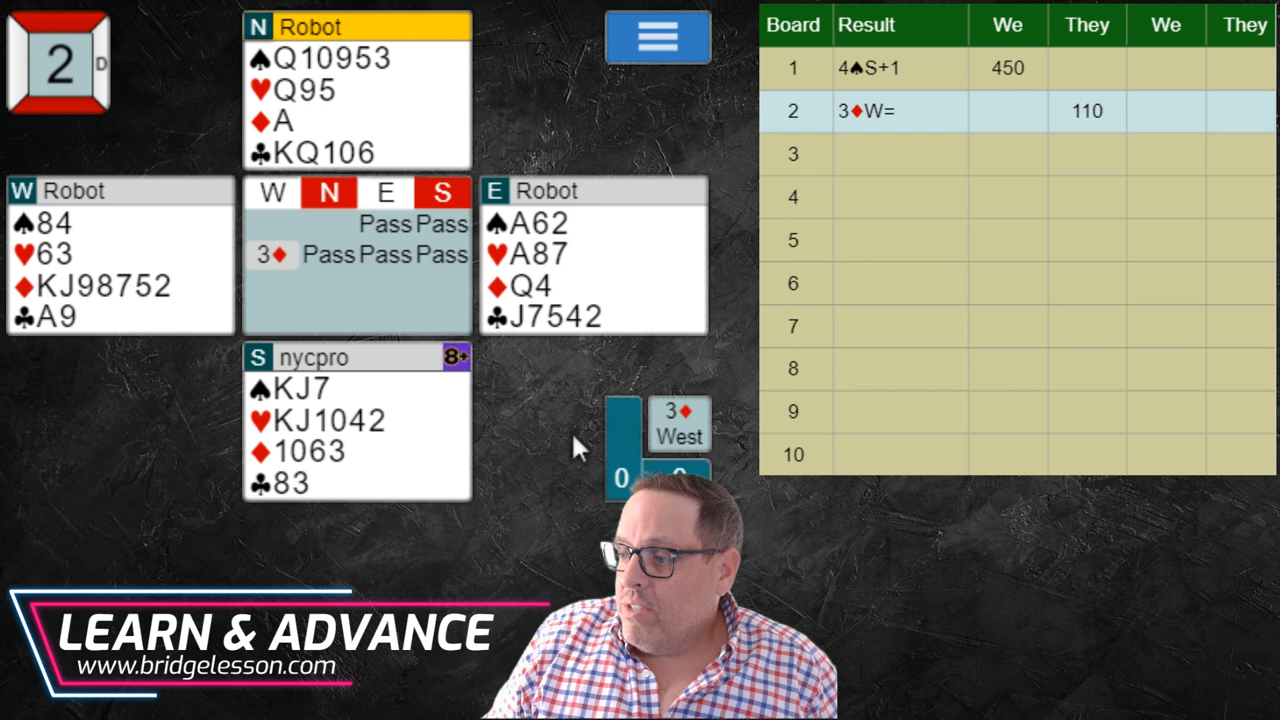 2 D
N Robot
♠Q10953
♥Q95
♦A
♣KQ106
W Robot
♠84
♥63
♦KJ98752
♣A9
W N E S
Pass Pass
3♦ Pass Pass Pass
E Robot
♠A62
♥A87
♦Q4
♣J7542
S nycpro 8+
♠KJ7
♥KJ1042
♦1063
♣83
3♦
West
0
Board Result We They We They
1 4♠S+1 450
2 3♦W= 110
3
4
5
6
7
8
9
10
LEARN & ADVANCE
www.bridgelesson.com